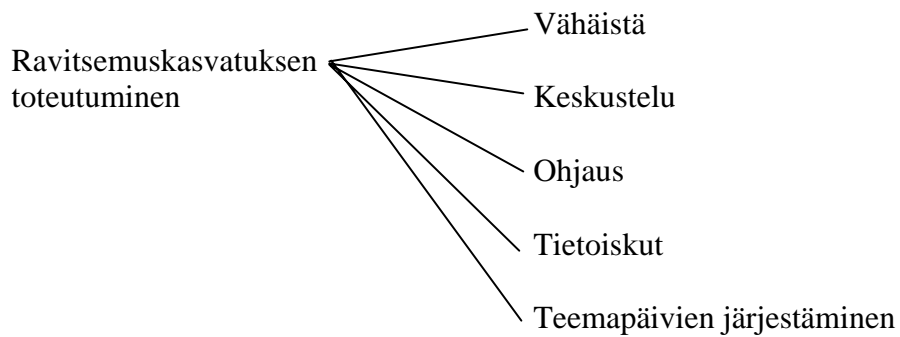 Ravitsemuskasvatuksen
toteutuminen
Vähäistä
Keskustelu
Ohjaus
Tietoiskut
Teemapäivien järjestäminen